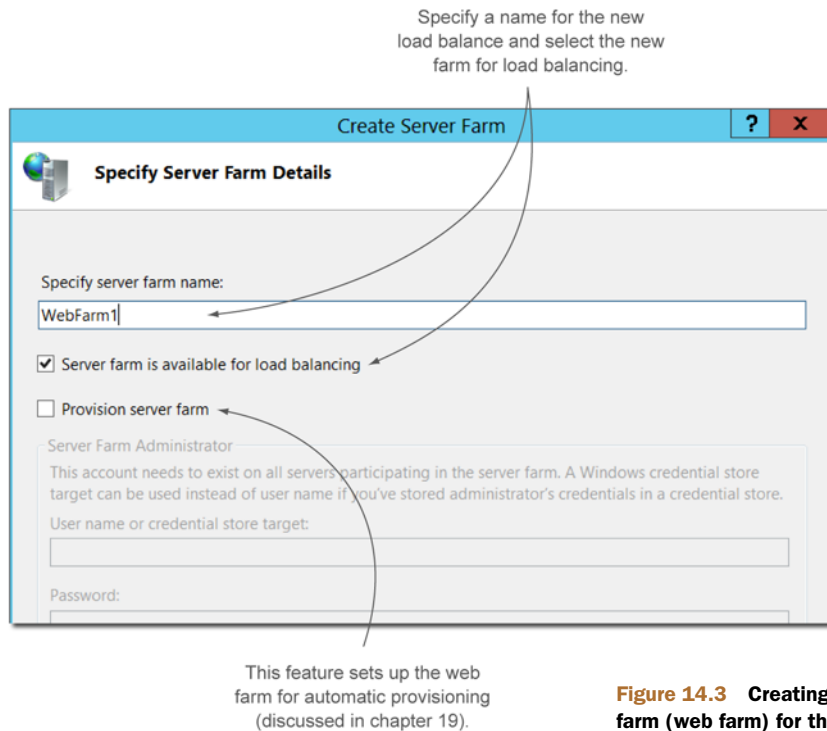 Specify a name for the new
load balance and select the new
farm for load balancing.
Create Server Farm
? X
Specify Server Farm Details
Specify server farm name:
WebFarm1
Server farm is available for load balancing
Provision server farm
Server Farm Administrator
This account needs to exist on all servers participating in the server farm. A Windows credential store
target can be used instead of user name if you've stored administrator's credentials in a credential store.
User name or credential store target:
Password:
This feature sets up the web
farm for automatic provisioning
(discussed in chapter 19).
Figure 14.3 Creating
farm (web farm) for th